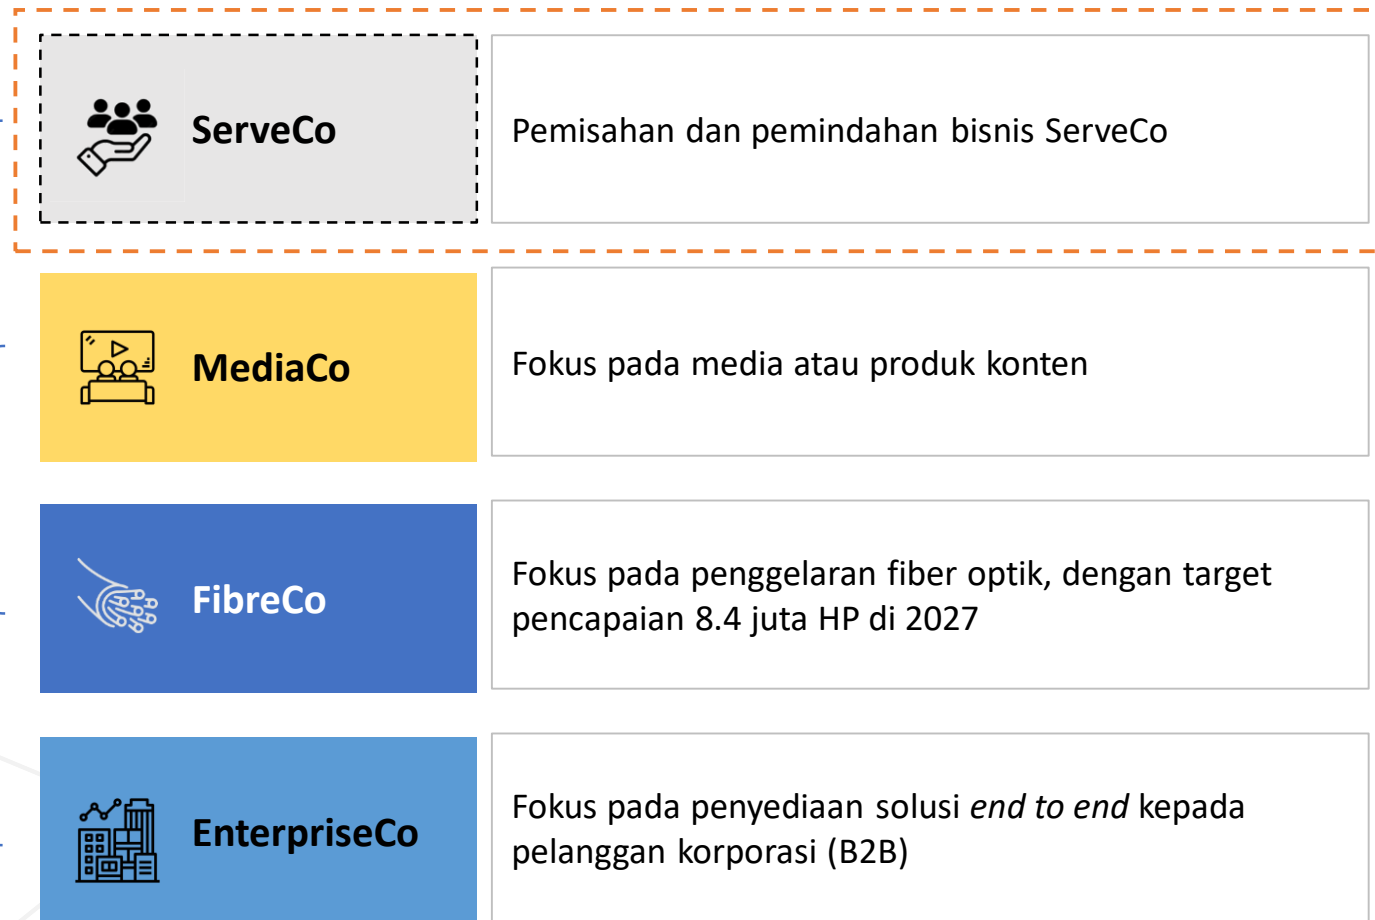 ServeCo
Pemisahan dan pemindahan bisnis ServeCo
MediaCo
Fokus pada media atau produk konten
FibreCo
Fokus pada penggelaran fiber optik, dengan target
pencapaian 8.4 juta HP di 2027
EnterpriseCo
Fokus pada penyediaan solusi end to end kepada
pelanggan korporasi (B2B)